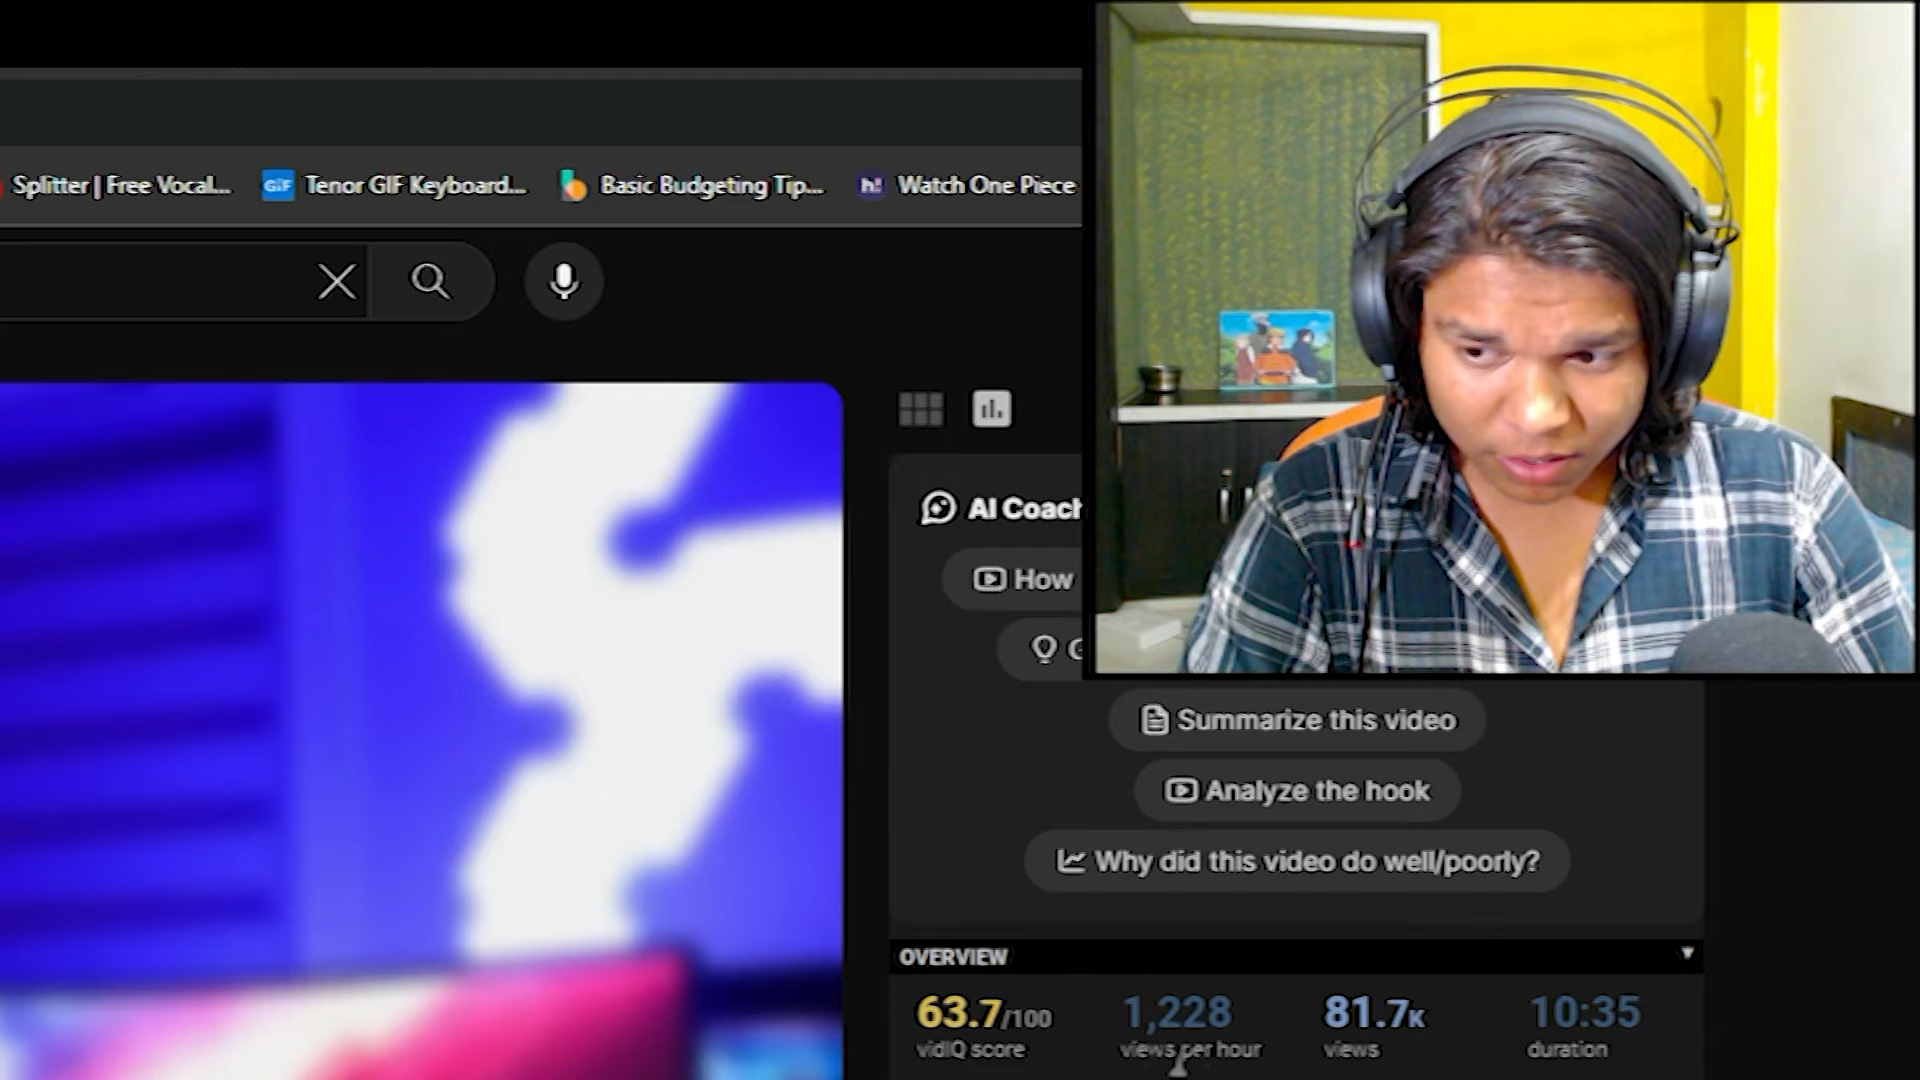 Splitter | Free Vocal...
GIF
Tenor GIF Keyboard...
Basic Budgeting Tip...
h!
Watch One Piece
AI Coach
How
Summarize this video
Analyze the hook
Why did this video do well/poorly?
OVERVIEW
63.7/100 1,228 81.7K 10:35
vidIQ score views per hour views duration